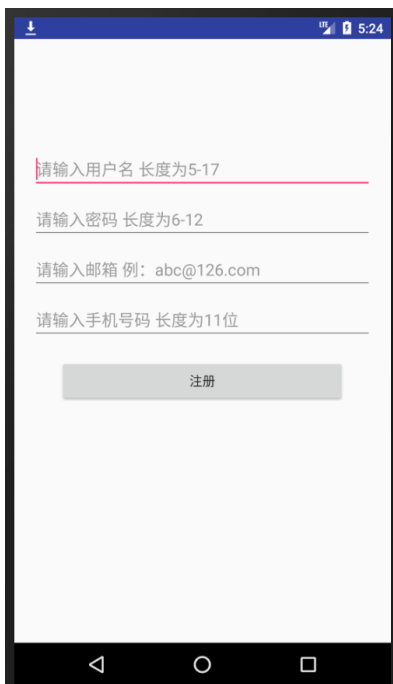 LTE 5:24
请输入用户名 长度为5-17
请输入密码 长度为6-12
请输入邮箱 例：abc@126.com
请输入手机号码 长度为11位
注册